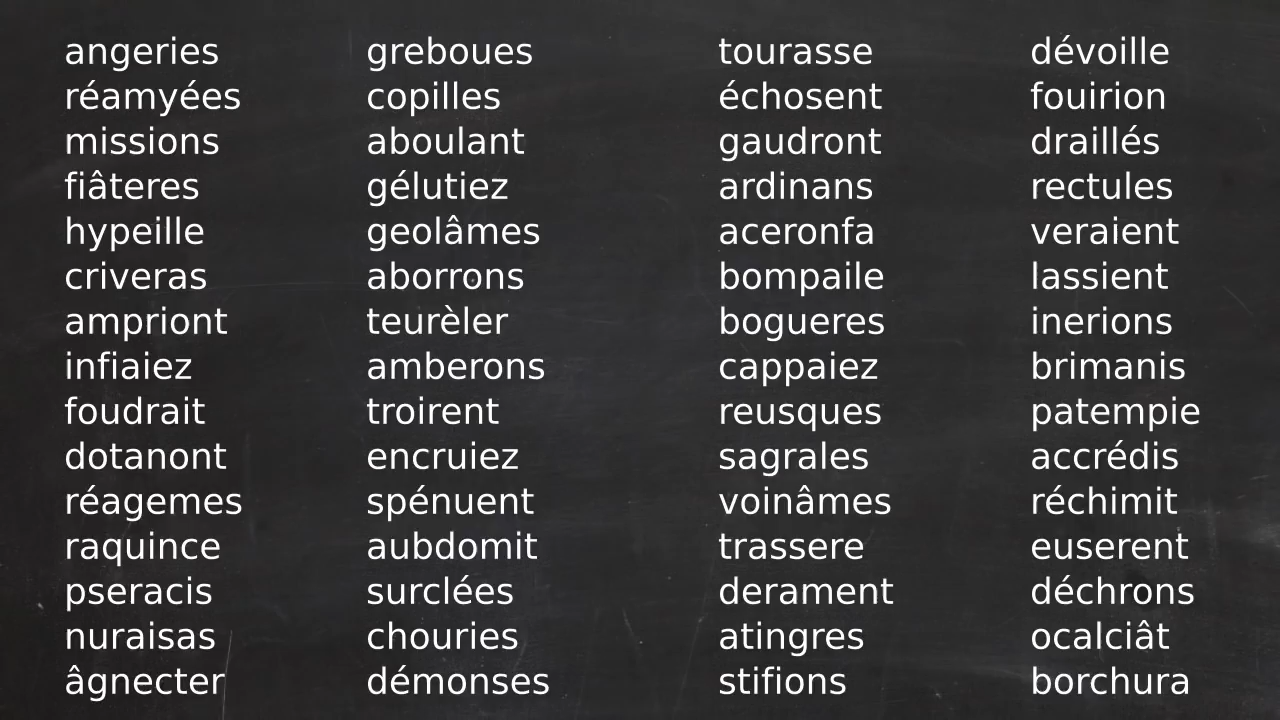 angeries
réamyées
missions
fiâteres
hypeille
criveras
ampriont
infiaiez
foudrait
dotanont
réagemes
raquince
pseracis
nuraisas
âgnecter
greboues
copilles
aboulant
gélutiez
geolâmes
aborrons
teurèler
amberons
troirent
encruiez
spénuent
aubdomit
surclées
chouries
démonses
tourasse
échosent
gaudront
ardinans
aceronfa
bompaile
bogueres
cappaiez
reusques
sagrales
voinâmes
trassere
derament
atingres
stifions
dévoille
fouirion
draillés
rectules
veraient
lassient
inerions
brimanis
patempie
accrédis
réchimit
euserent
déchrons
ocalciât
borchura